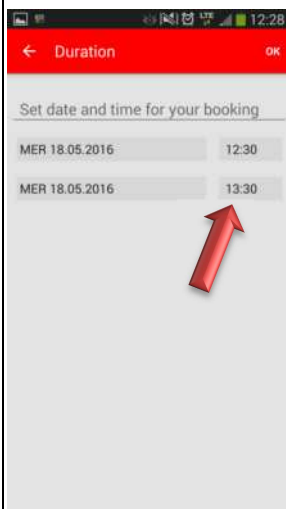 LTE 12:28
Duration OK
Set date and time for your booking
MER 18.05.2016 12:30
MER 18.05.2016 13:30